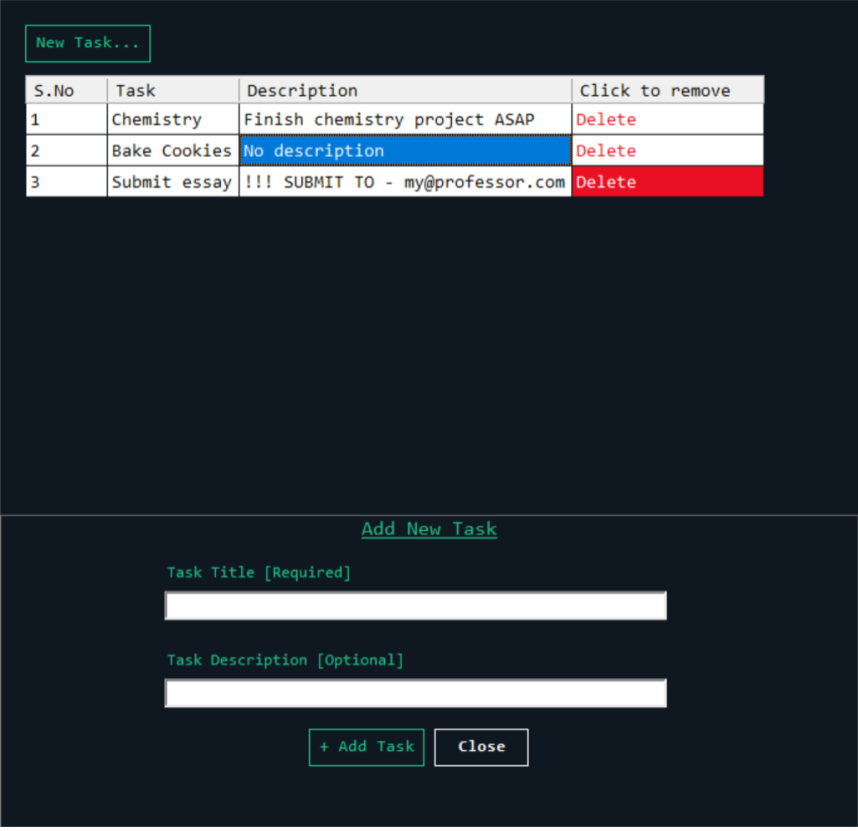 New Task...
S.No Task Description Click to remove
1 Chemistry Finish chemistry project ASAP Delete
2 Bake Cookies No description Delete
3 Submit essay !!! SUBMIT TO - my@professor.com Delete
Add New Task
Task Title [Required]
Task Description [Optional]
+ Add Task Close